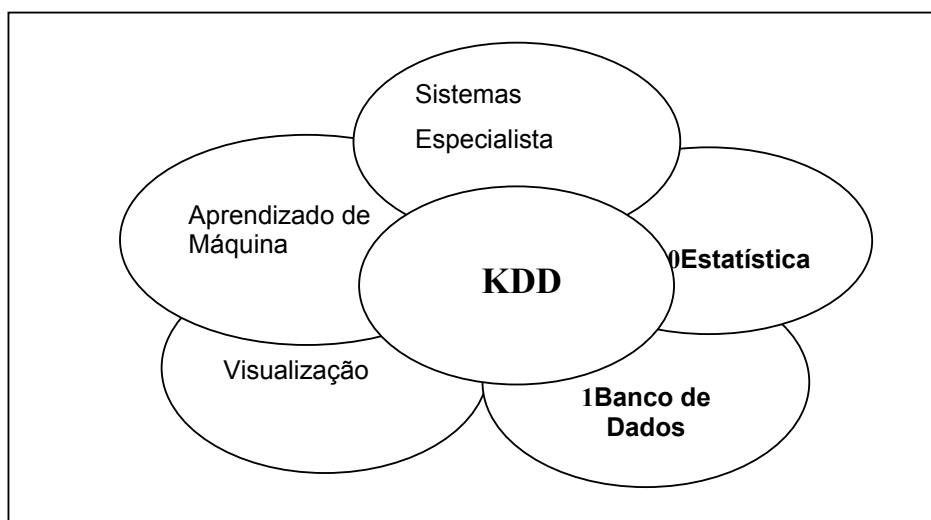 Sistemas
Especialista
Aprendizado de
Máquina
0Estatística
KDD
Visualização
1Banco de
Dados